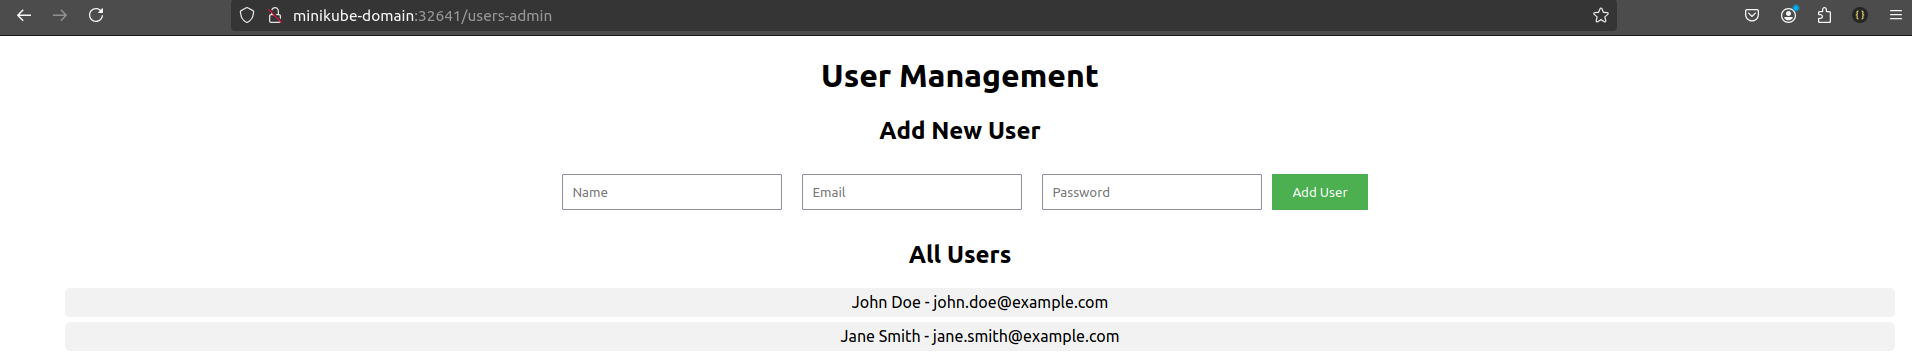 minikube-domain:32641/users-admin
User Management
Add New User
Name Email Password Add User
All Users
John Doe - john.doe@example.com
Jane Smith - jane.smith@example.com